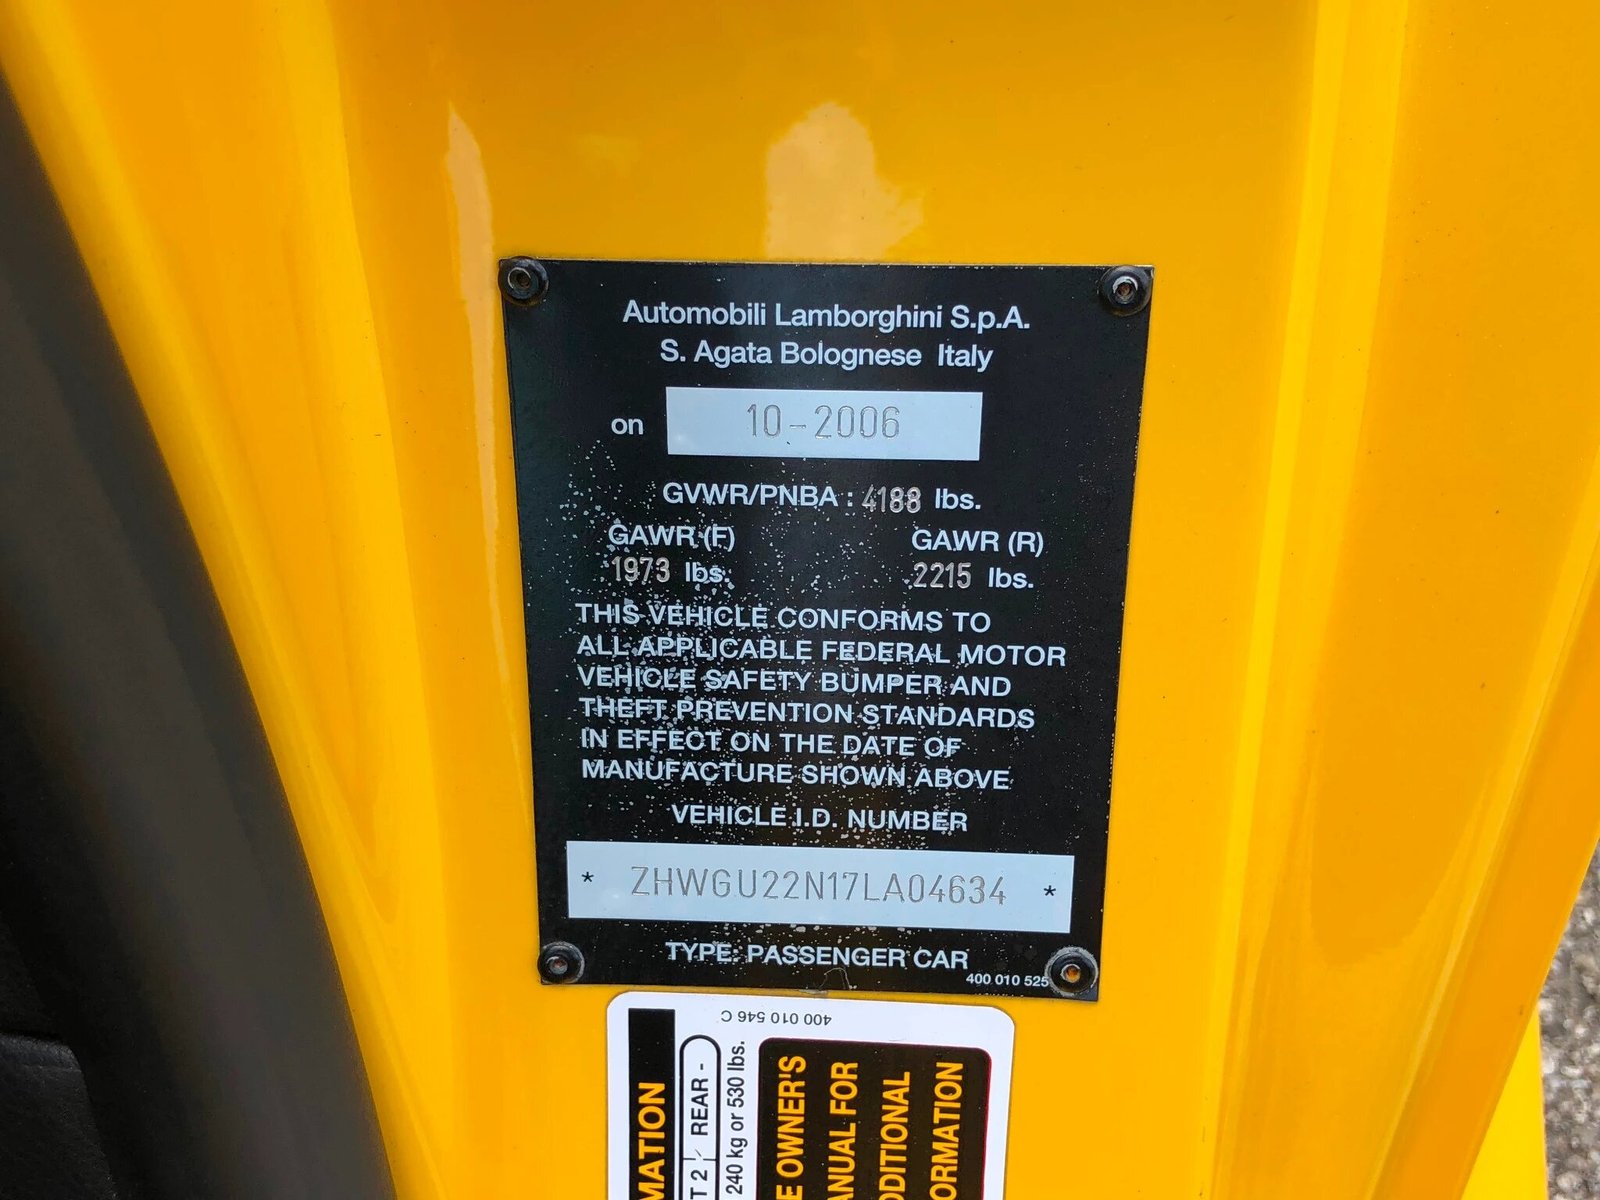 Automobili Lamborghini S.p.A.
S. Agata Bolognese Italy
on 10-2006
GVWR/PNBA : 4188 lbs.
GAWR (F) GAWR (R)
1973 lbs. 2215 lbs.
THIS VEHICLE CONFORMS TO
ALL APPLICABLE FEDERAL MOTOR
VEHICLE SAFETY BUMPER AND
THEFT PREVENTION STANDARDS
IN EFFECT ON THE DATE OF
MANUFACTURE SHOWN ABOVE
VEHICLE I.D. NUMBER
* ZHWGU22N17LA04634 *
TYPE: PASSENGER CAR
400 010 525
400 010 546 C
MATION
T 2 REAR -
240 kg or 530 lbs.
E OWNER'S
ANUAL FOR
DDITIONAL
ORMATION